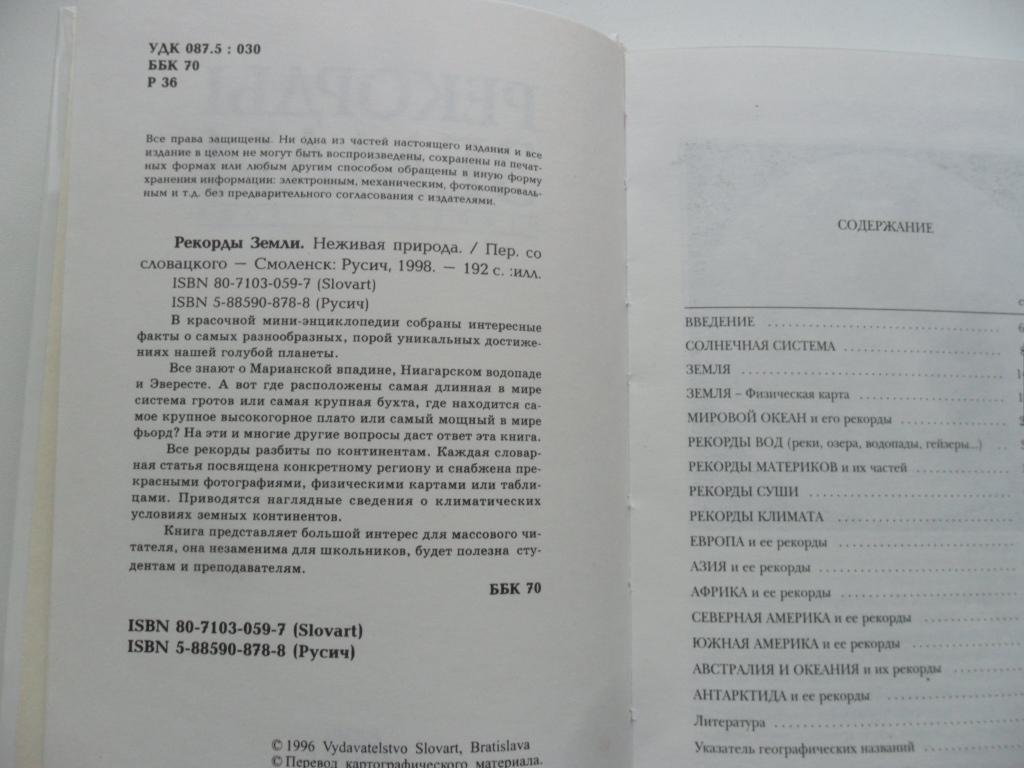 УДК 087.5 : 030
ББК 70
Р 36
Все права защищены. Ни одна из частей настоящего издания и все
издание в целом не могут быть воспроизведены, сохранены на печат-
ных формах или любым другим способом обращены в иную форму
хранения информации: электронным, механическим, фотокопироваль-
ным и т.д. без предварительного согласования с издателями.
Рекорды Земли. Неживая природа. / Пер. со
словацкого — Смоленск: Русич, 1998. — 192 с. :илл.
ISBN 80-7103-059-7 (Slovart)
ISBN 5-88590-878-8 (Русич)
В красочной мини-энциклопедии собраны интересные
факты о самых разнообразных, порой уникальных достиже-
ниях нашей голубой планеты.
Все знают о Марианской впадине, Ниагарском водопаде
и Эвересте. А вот где расположены самая длинная в мире
система гротов или самая крупная бухта, где находится са-
мое крупное высокогорное плато или самый мощный в мире
фьорд? На эти и многие другие вопросы даст ответ эта книга.
Все рекорды разбиты по континентам. Каждая словар-
ная статья посвящена конкретному региону и снабжена пре-
красными фотографиями, физическими картами или табли-
цами. Приводятся наглядные сведения о климатических
условиях земных континентов.
Книга представляет большой интерес для массового чи-
тателя, она незаменима для школьников, будет полезна сту-
дентам и преподавателям.
ББК 70
ISBN 80-7103-059-7 (Slovart)
ISBN 5-88590-878-8 (Русич)
© 1996 Vydavatelstvo Slovart, Bratislava
© Перевод картографического материала.
СОДЕРЖАНИЕ
ВВЕДЕНИЕ
СОЛНЕЧНАЯ СИСТЕМА
ЗЕМЛЯ
ЗЕМЛЯ – Физическая карта
МИРОВОЙ ОКЕАН и его рекорды
РЕКОРДЫ ВОД (реки, озера, водопады, гейзеры...)
РЕКОРДЫ МАТЕРИКОВ и их частей
РЕКОРДЫ СУШИ
РЕКОРДЫ КЛИМАТА
ЕВРОПА и ее рекорды
АЗИЯ и ее рекорды
АФРИКА и ее рекорды
СЕВЕРНАЯ АМЕРИКА и ее рекорды
ЮЖНАЯ АМЕРИКА и ее рекорды
АВСТРАЛИЯ И ОКЕАНИЯ и их рекорды
АНТАРКТИДА и ее рекорды
Литература
Указатель географических названий